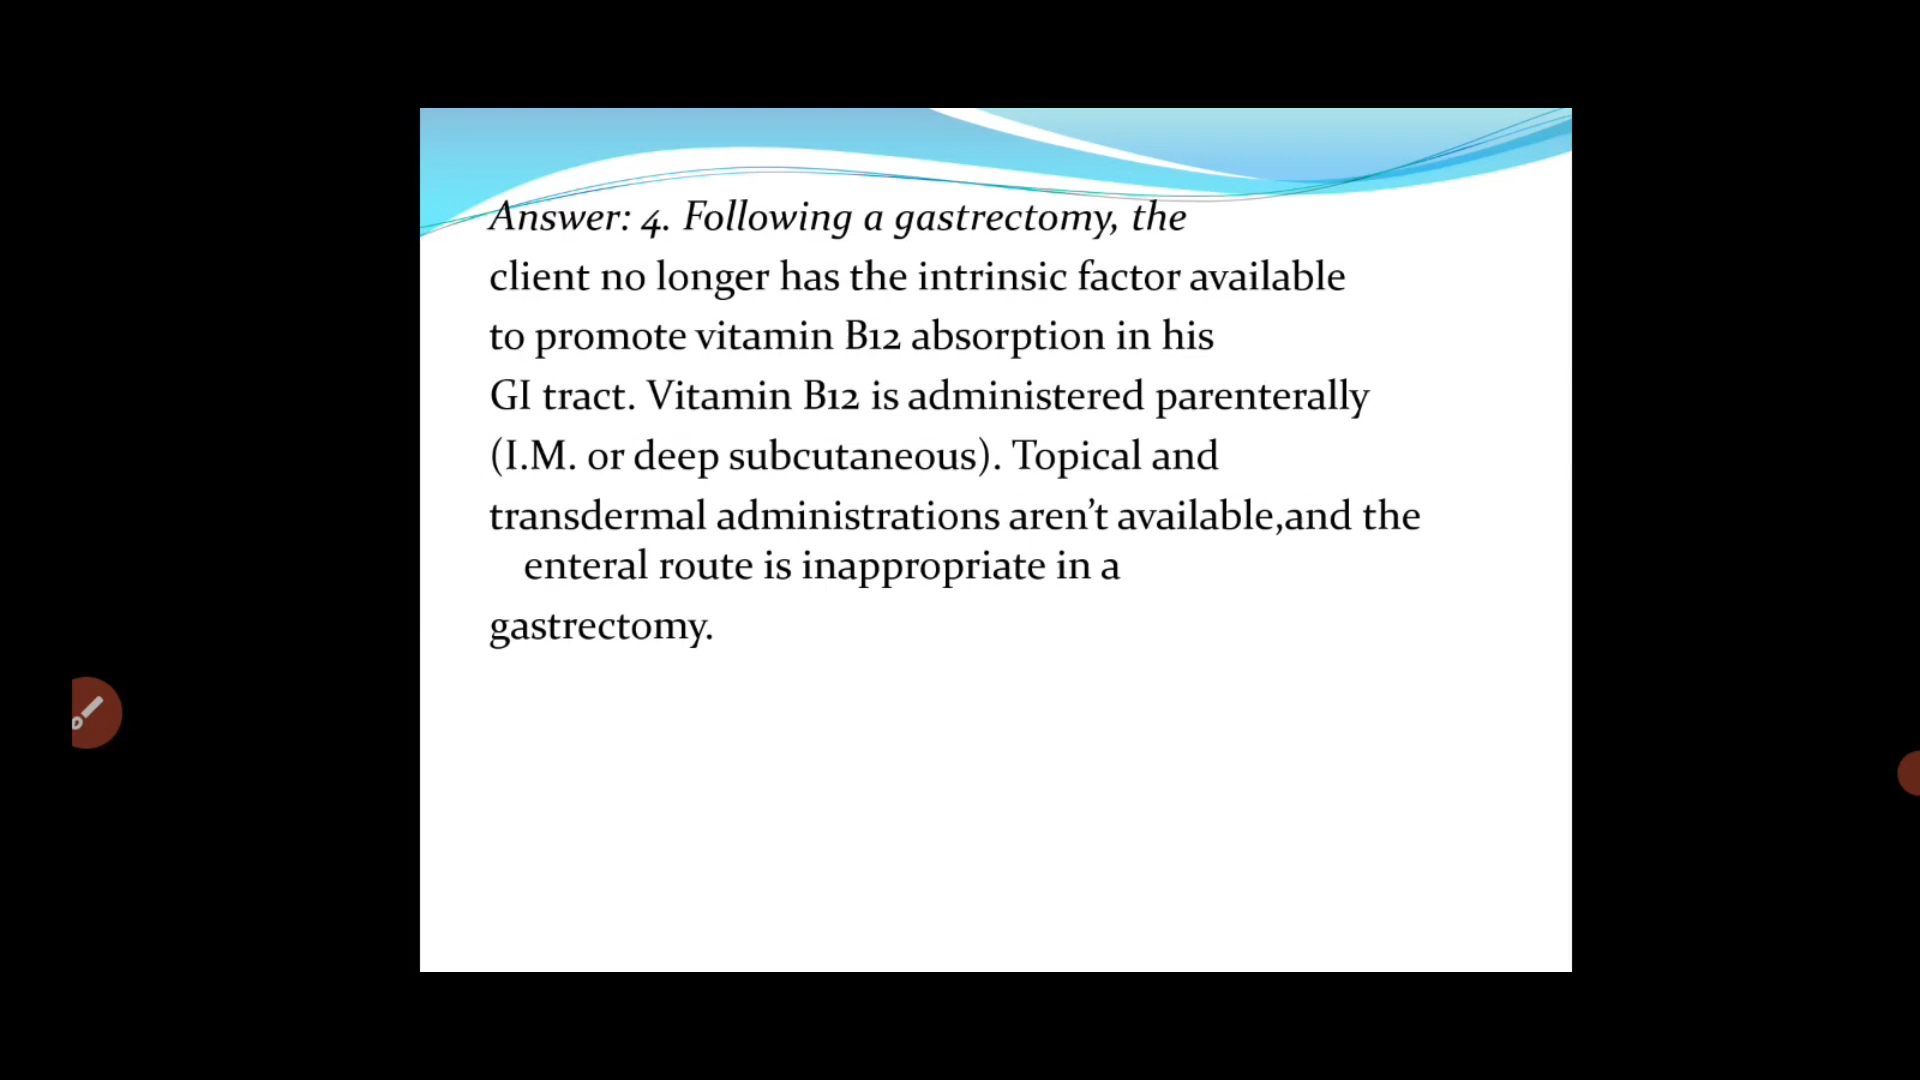 Answer: 4. Following a gastrectomy, the
client no longer has the intrinsic factor available
to promote vitamin B12 absorption in his
GI tract. Vitamin B12 is administered parenterally
(I.M. or deep subcutaneous). Topical and
transdermal administrations aren’t available,and the
enteral route is inappropriate in a
gastrectomy.